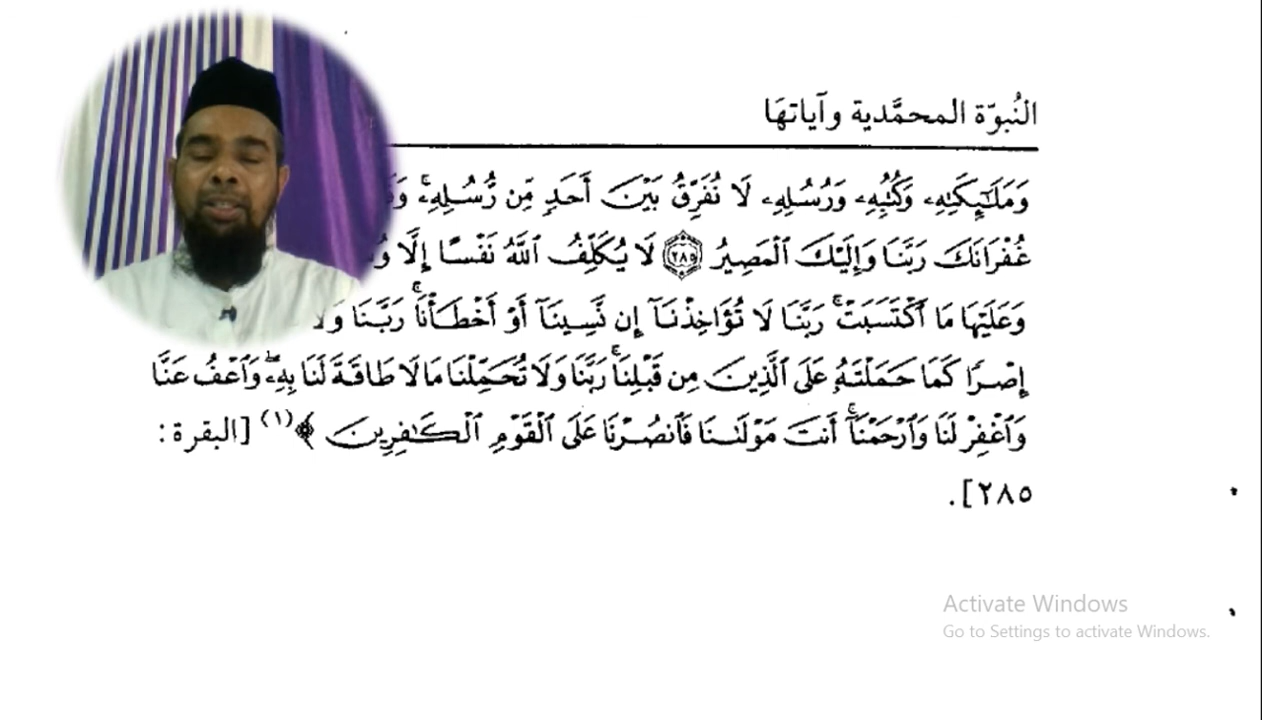 النُبوّة المحمَّدية وآياتهَا
وَمَلَـٰٓئِكَتِهِۦ وَكُتُبِهِۦ وَرُسُلِهِۦ لَا نُفَرِّقُ بَيْنَ أَحَدٍ مِّن رُّسُلِهِۦۚ
غُفْرَانَكَ رَبَّنَا وَإِلَيْكَ ٱلْمَصِيرُ ٢٨٥ لَا يُكَلِّفُ ٱللَّهُ نَفْسًا إِلَّا
وَعَلَيْهَا مَا ٱكْتَسَبَتْۚ رَبَّنَا لَا تُؤَاخِذْنَآ إِن نَّسِينَآ أَوْ أَخْطَأْنَاۚ رَبَّنَا وَلَا
إِصْرًا كَمَا حَمَلْتَهُۥ عَلَى ٱلَّذِينَ مِن قَبْلِنَاۚ رَبَّنَا وَلَا تُحَمِّلْنَا مَا لَا طَاقَةَ لَنَا بِهِۦۖ وَٱعْفُ عَنَّا
وَٱغْفِرْ لَنَا وَٱرْحَمْنَآۚ أَنتَ مَوْلَىٰنَا فَٱنصُرْنَا عَلَى ٱلْقَوْمِ ٱلْكَـٰفِرِينَ ﴾(١) [البقرة:
٢٨٥].
Activate Windows
Go to Settings to activate Windows.